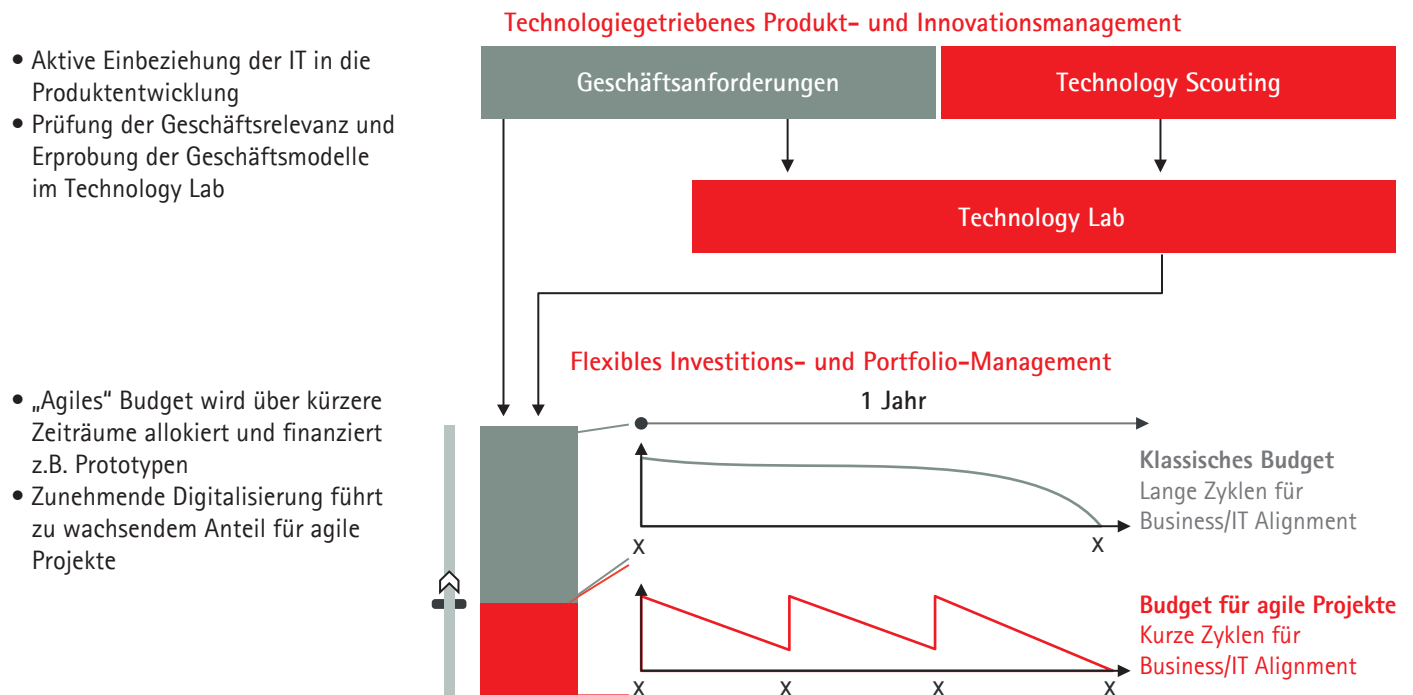 Technologiegetriebenes Produkt- und Innovationsmanagement
• Aktive Einbeziehung der IT in die
Produktentwicklung
• Prüfung der Geschäftsrelevanz und
Erprobung der Geschäftsmodelle
im Technology Lab
Geschäftsanforderungen
Technology Scouting
Technology Lab
Flexibles Investitions- und Portfolio-Management
• „Agiles“ Budget wird über kürzere
Zeiträume allokiert und finanziert
z.B. Prototypen
• Zunehmende Digitalisierung führt
zu wachsendem Anteil für agile
Projekte
1 Jahr
Klassisches Budget
Lange Zyklen für
Business/IT Alignment
X X
Budget für agile Projekte
Kurze Zyklen für
Business/IT Alignment
X X X X